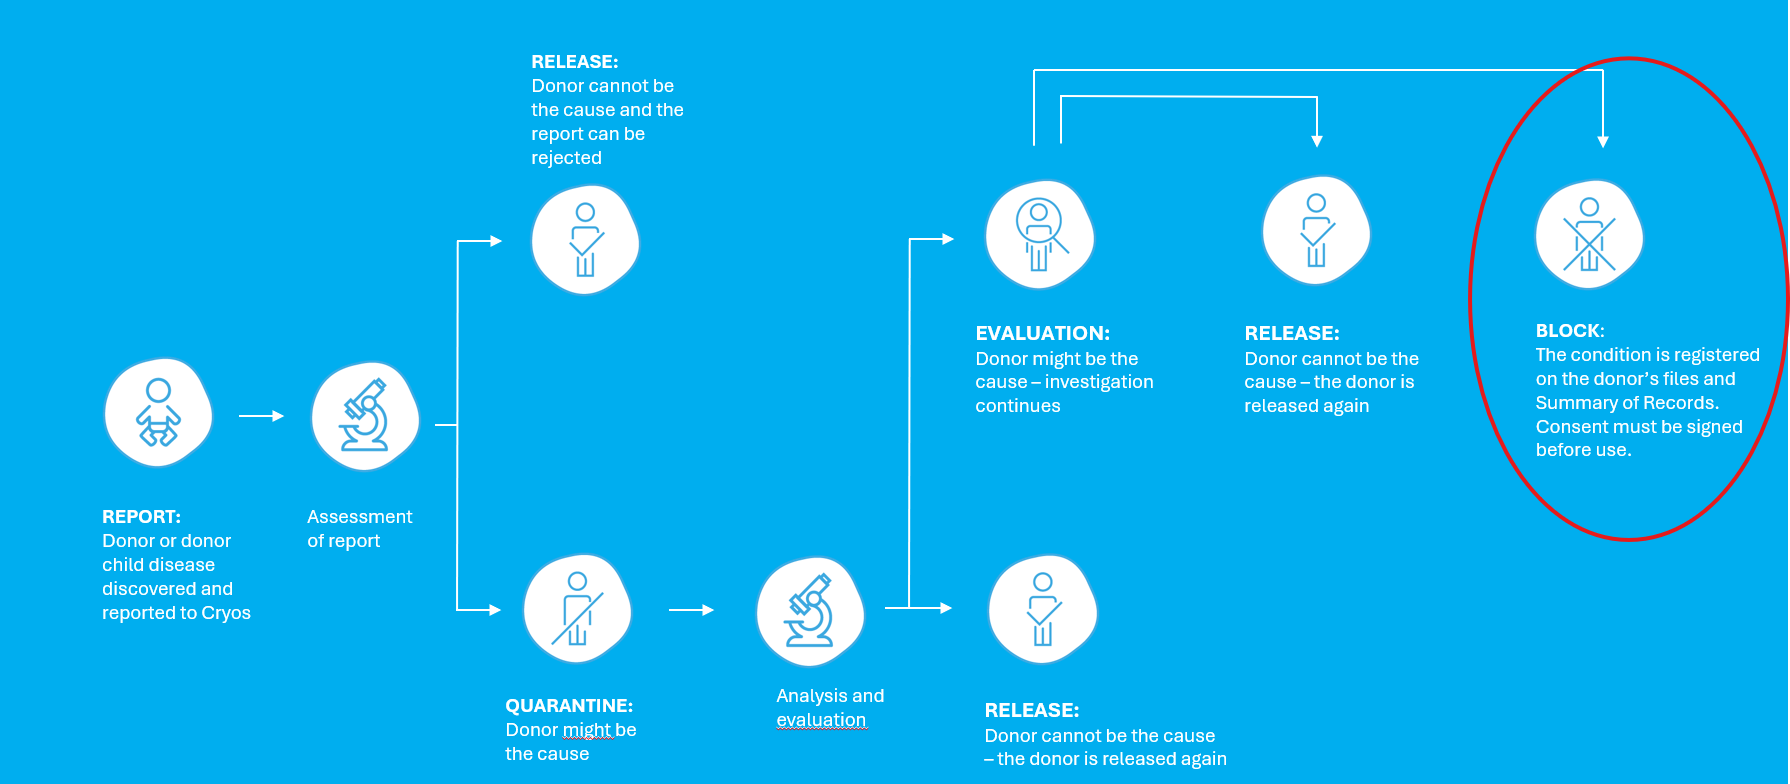 RELEASE:
Donor cannot be
the cause and the
report can be
rejected
REPORT:
Donor or donor
child disease
discovered and
reported to Cryos
Assessment
of report
QUARANTINE:
Donor might be
the cause
Analysis and
evaluation
EVALUATION:
Donor might be the
cause – investigation
continues
RELEASE:
Donor cannot be the
cause – the donor is
released again
BLOCK:
The condition is registered
on the donor’s files and
Summary of Records.
Consent must be signed
before use.
RELEASE:
Donor cannot be the cause
– the donor is released again